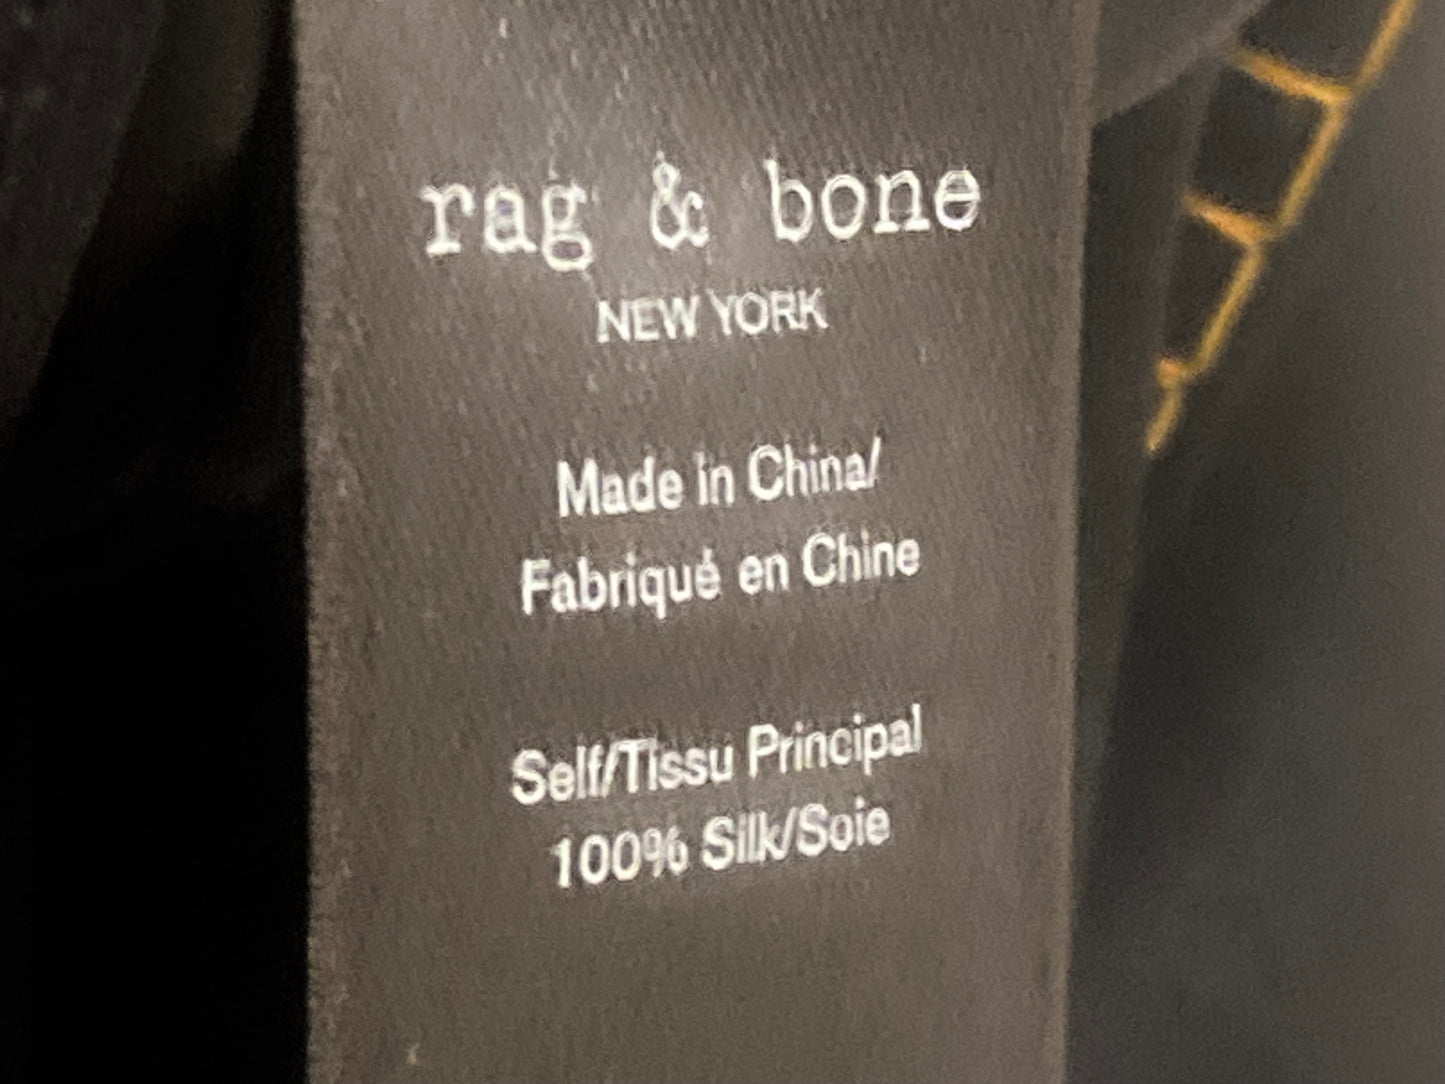 rag & bone
NEW YORK
Made in China/
Fabriqué en Chine
Self/Tissu Principal
100% Silk/Soie